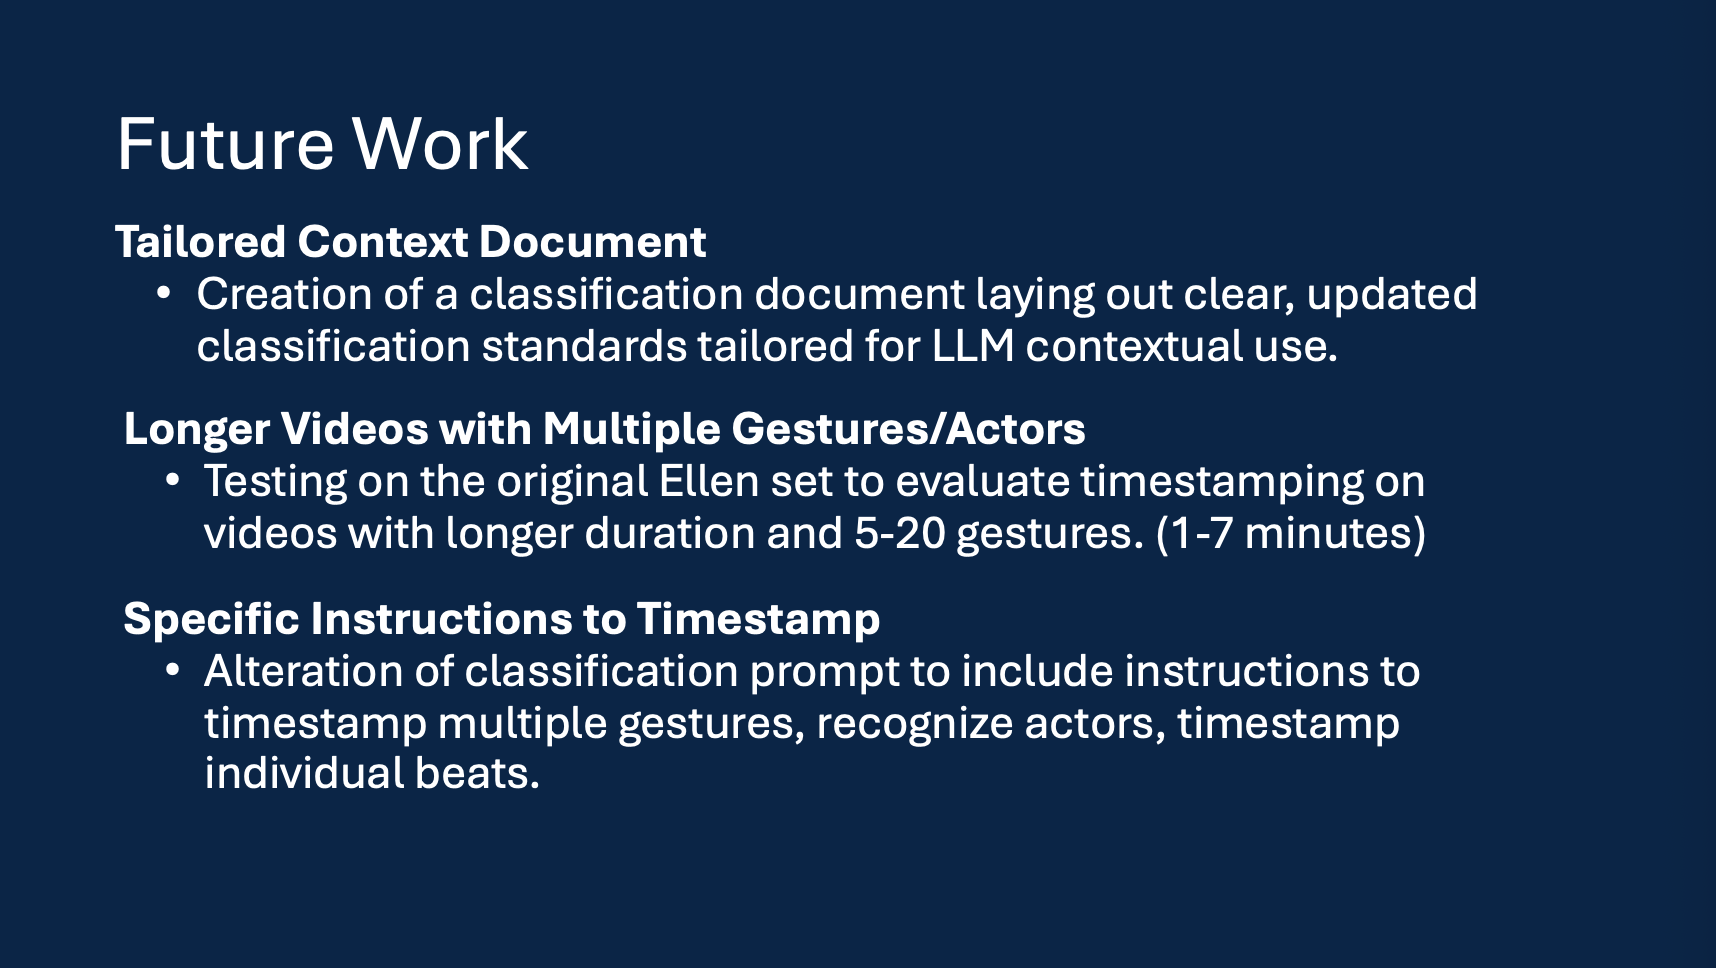 Future Work
Tailored Context Document
• Creation of a classification document laying out clear, updated
classification standards tailored for LLM contextual use.
Longer Videos with Multiple Gestures/Actors
• Testing on the original Ellen set to evaluate timestamping on
videos with longer duration and 5-20 gestures. (1-7 minutes)
Specific Instructions to Timestamp
• Alteration of classification prompt to include instructions to
timestamp multiple gestures, recognize actors, timestamp
individual beats.